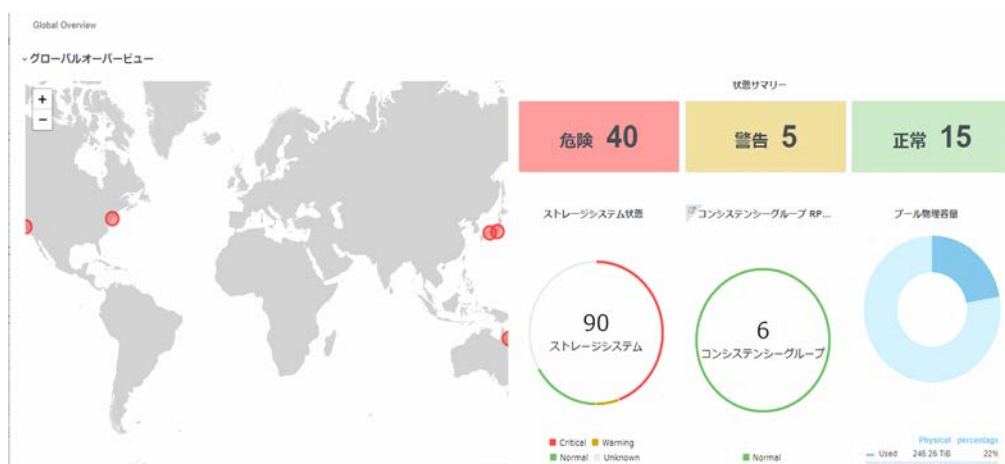 Global Overview
グローバルオーバービュー
+
−
状態サマリー
危険 40
警告 5
正常 15
ストレージシステム状態
コンシステンシーグループ RP...
プール物理容量
90
ストレージシステム
6
コンシステンシーグループ
Critical Warning
Normal Unknown
Normal
Physical percentage
Used 246.26 TiB 22%